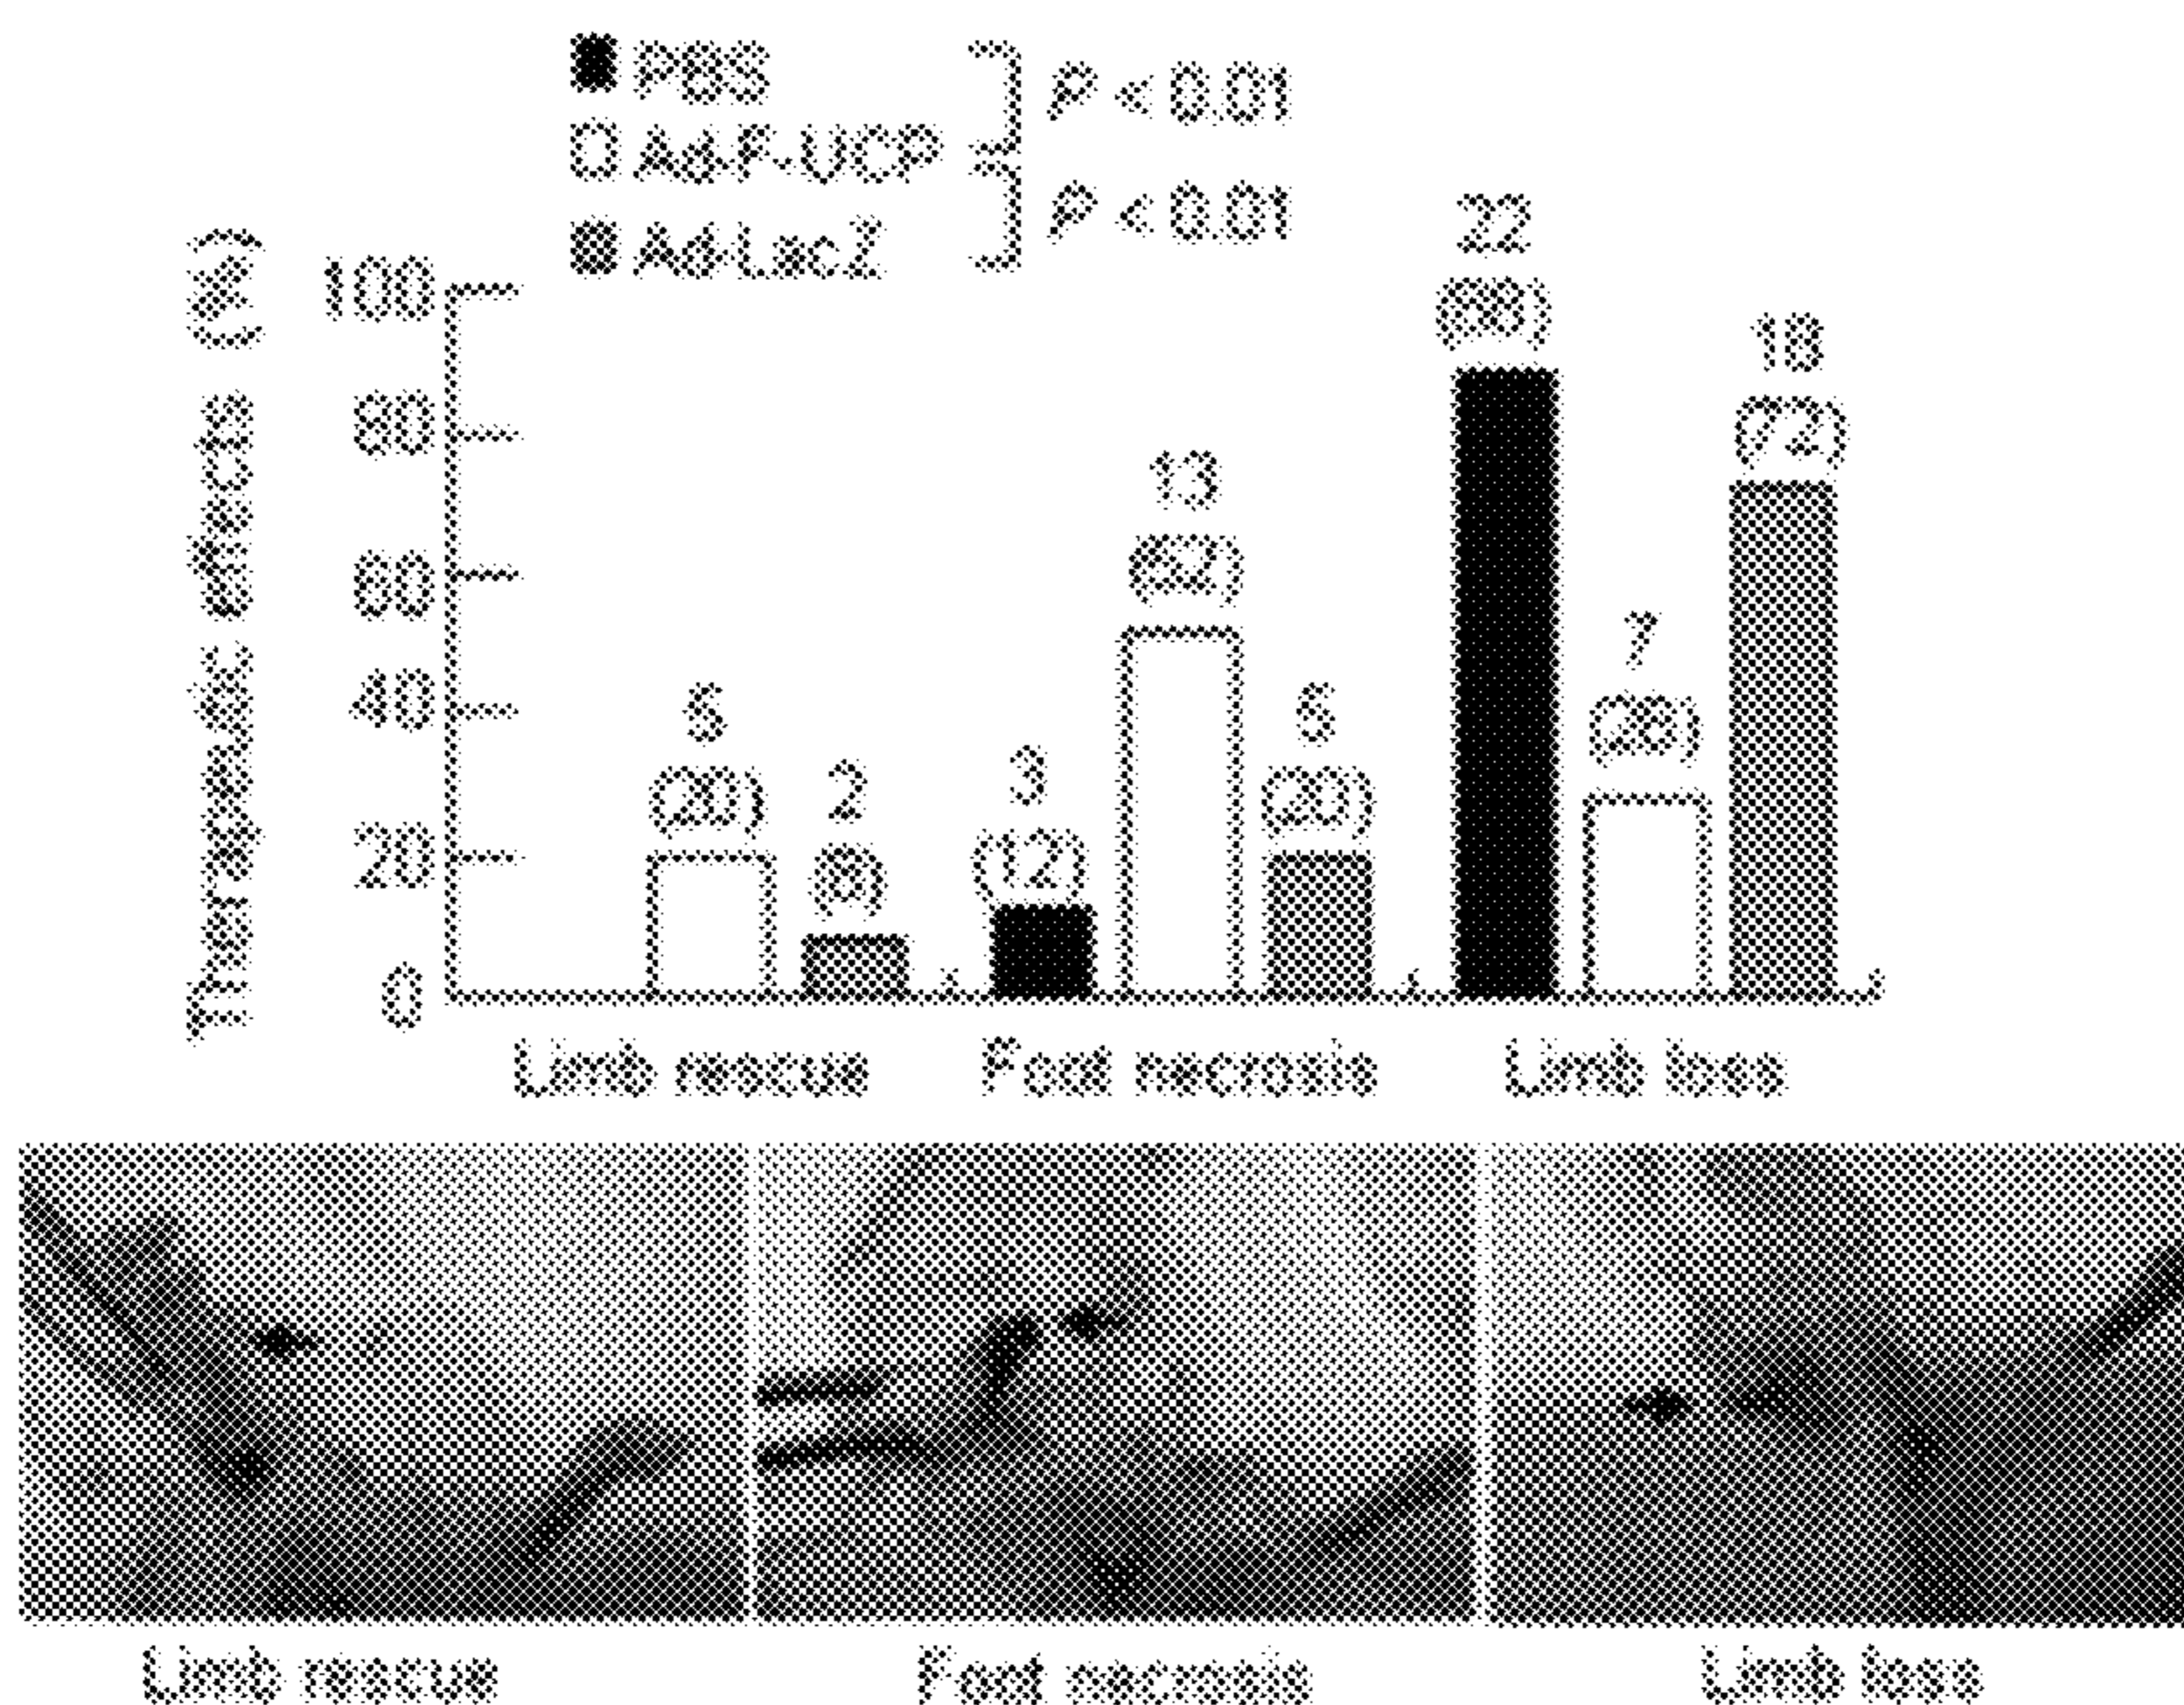 PBS
Ad-F-UCP
Ad-LacZ
P < 0.01
P < 0.01
Therapeutic effects (%)
100
80
60
40
20
0
5
(20)
2
(8)
3
(12)
13
(52)
5
(20)
22
(88)
7
(28)
18
(72)
Limb rescue Foot necrosis Limb loss
Limb rescue Foot necrosis Limb loss